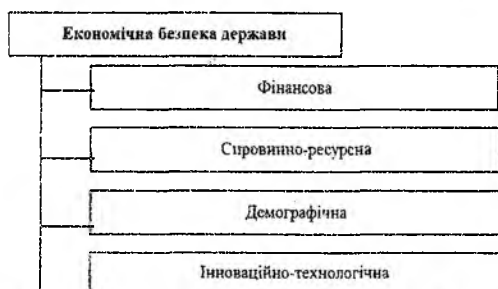 Економічна безпека держави
Фінансова
Сировинно-ресурсна
Демографічна
Інноваційно-технологічна